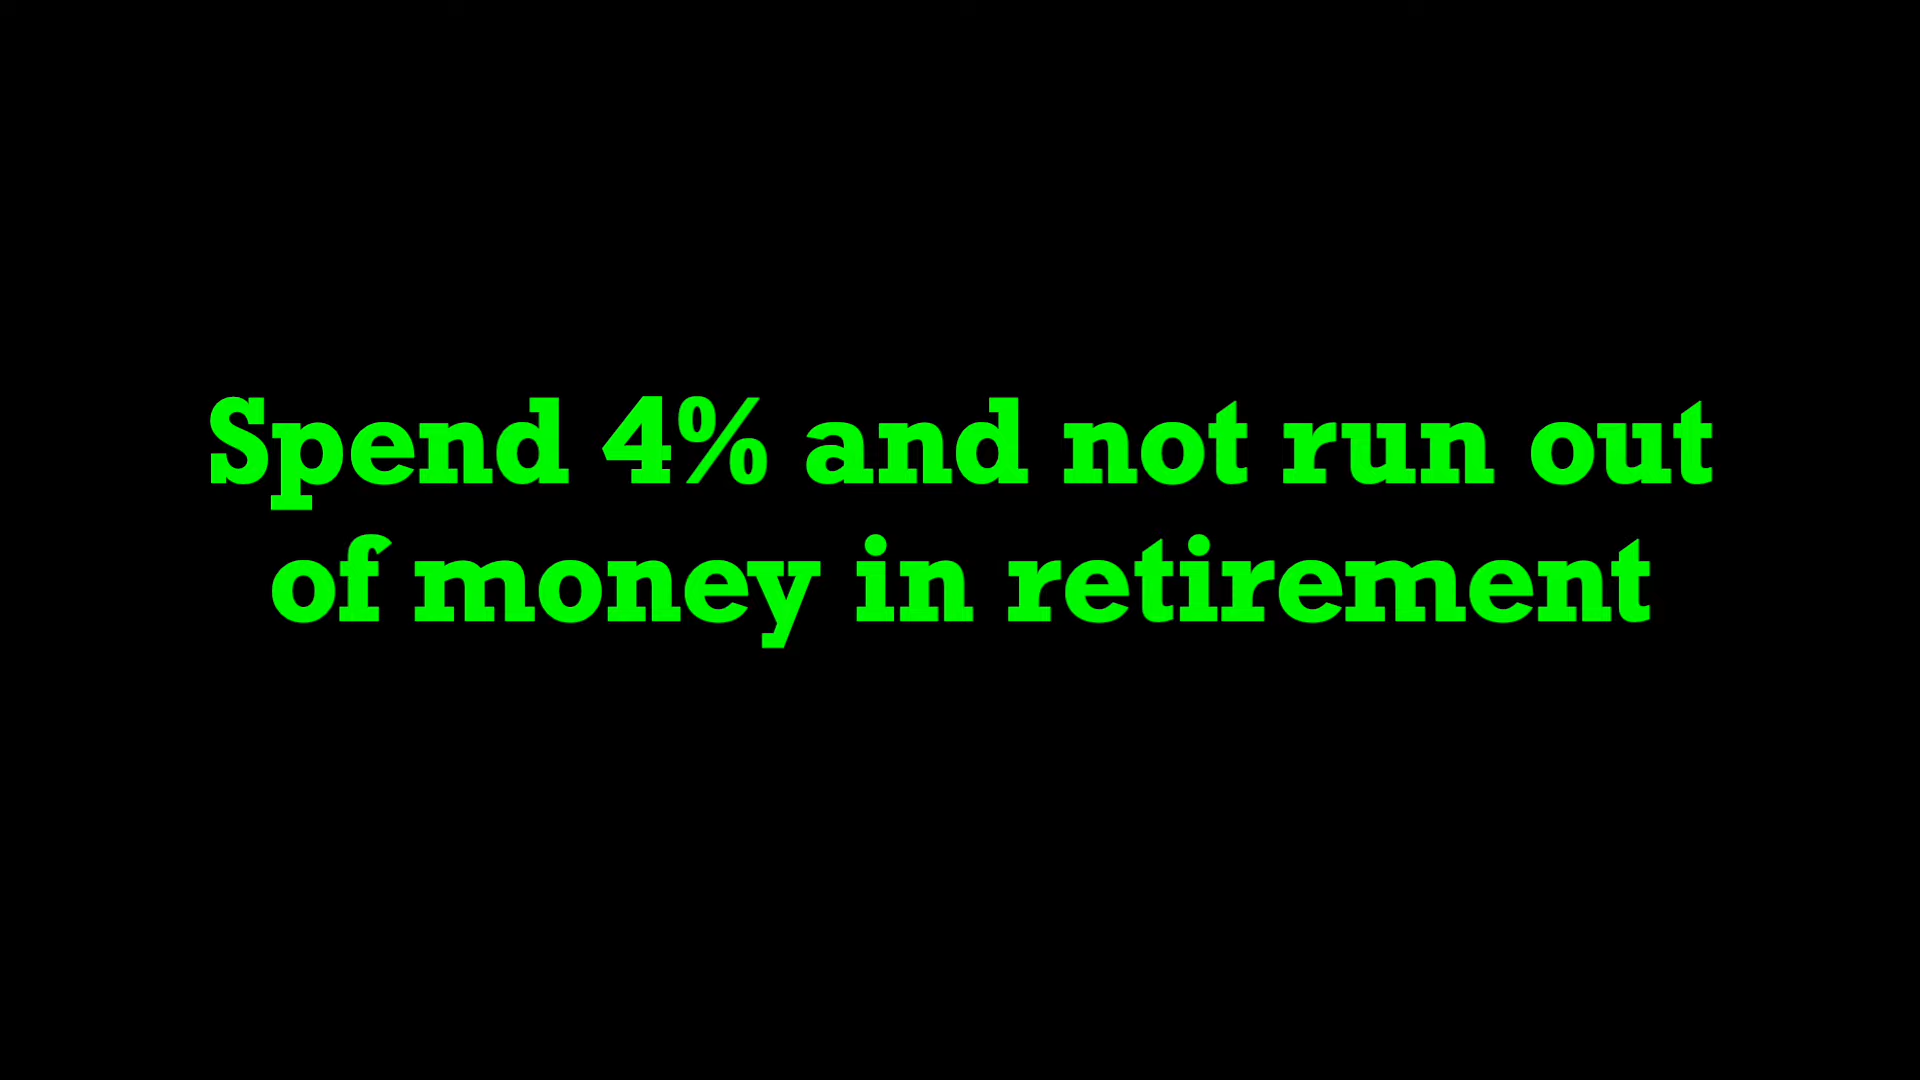 Spend 4% and not run out
of money in retirement